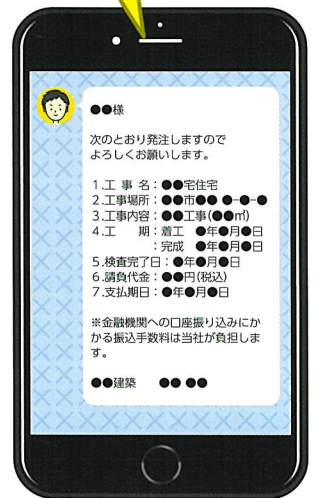 ●●様
次のとおり発注しますので
よろしくお願いします。
1.工 事 名：●●宅住宅
2.工事場所：●●市●● ●-●-●
3.工事内容：●●工事(●●㎡)
4.工　　期：着工　●年●月●日
：完成　●年●月●日
5.検査完了日：●年●月●日
6.請負代金：●●円(税込)
7.支払期日：●年●月●日
※金融機関への口座振り込みにか
かる振込手数料は当社が負担しま
す。
●●建築　　●● ●●